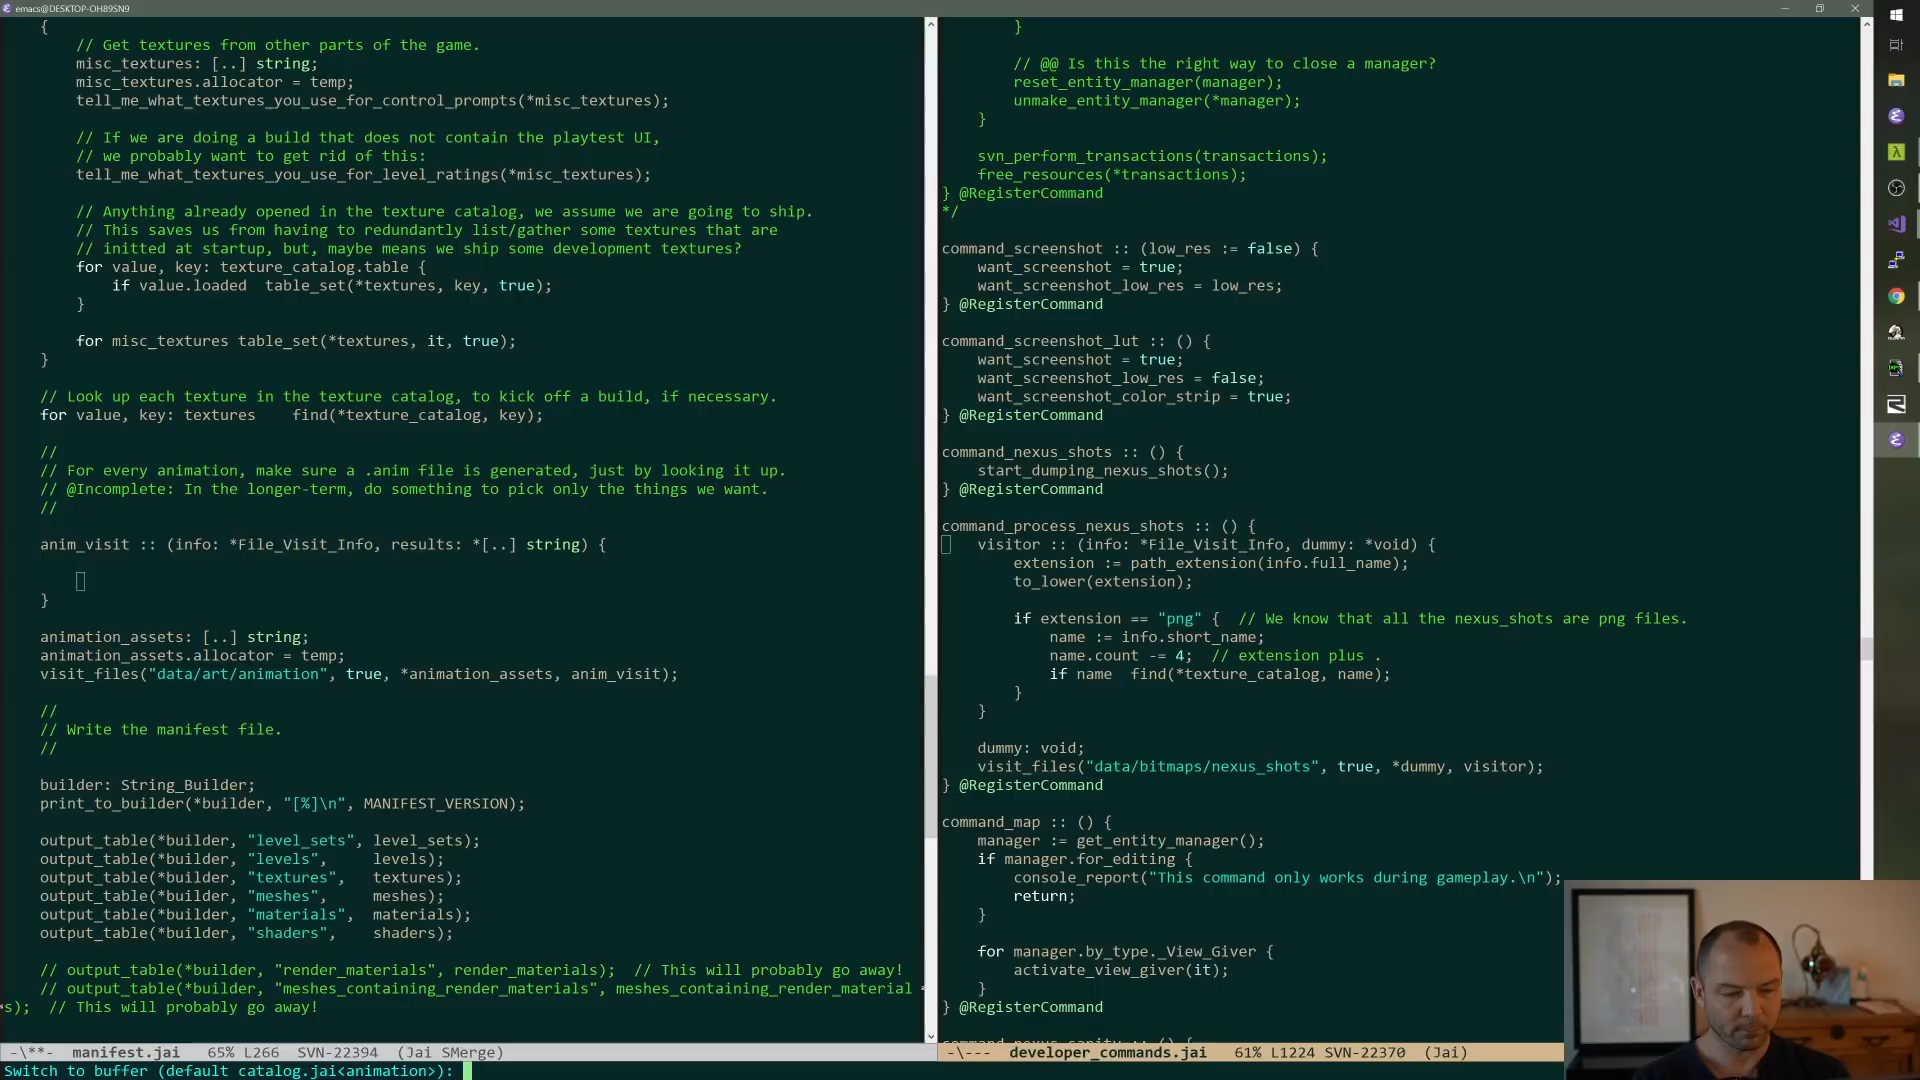 emacs@DESKTOP-OH89SN9
{
// Get textures from other parts of the game.
misc_textures: [..] string;
misc_textures.allocator = temp;
tell_me_what_textures_you_use_for_control_prompts(*misc_textures);
// If we are doing a build that does not contain the playtest UI,
// we probably want to get rid of this:
tell_me_what_textures_you_use_for_level_ratings(*misc_textures);
// Anything already opened in the texture catalog, we assume we are going to ship.
// This saves us from having to redundantly list/gather some textures that are
// initted at startup, but, maybe means we ship some development textures?
for value, key: texture_catalog.table {
if value.loaded  table_set(*textures, key, true);
}
for misc_textures table_set(*textures, it, true);
}
// Look up each texture in the texture catalog, to kick off a build, if necessary.
for value, key: textures    find(*texture_catalog, key);
//
// For every animation, make sure a .anim file is generated, just by looking it up.
// @Incomplete: In the longer-term, do something to pick only the things we want.
//
anim_visit :: (info: *File_Visit_Info, results: *[..] string) {
}
animation_assets: [..] string;
animation_assets.allocator = temp;
visit_files("data/art/animation", true, *animation_assets, anim_visit);
//
// Write the manifest file.
//
builder: String_Builder;
print_to_builder(*builder, "[%]\n", MANIFEST_VERSION);
output_table(*builder, "level_sets", level_sets);
output_table(*builder, "levels",     levels);
output_table(*builder, "textures",   textures);
output_table(*builder, "meshes",     meshes);
output_table(*builder, "materials",  materials);
output_table(*builder, "shaders",    shaders);
// output_table(*builder, "render_materials", render_materials);  // This will probably go away!
// output_table(*builder, "meshes_containing_render_materials", meshes_containing_render_material
s);  // This will probably go away!
-\**-  manifest.jai   65% L266  SVN-22394  (Jai SMerge)
Switch to buffer (default catalog.jai<animation>):
}
// @@ Is this the right way to close a manager?
reset_entity_manager(manager);
unmake_entity_manager(*manager);
}
svn_perform_transactions(transactions);
free_resources(*transactions);
} @RegisterCommand
*/
command_screenshot :: (low_res := false) {
want_screenshot = true;
want_screenshot_low_res = low_res;
} @RegisterCommand
command_screenshot_lut :: () {
want_screenshot = true;
want_screenshot_low_res = false;
want_screenshot_color_strip = true;
} @RegisterCommand
command_nexus_shots :: () {
start_dumping_nexus_shots();
} @RegisterCommand
command_process_nexus_shots :: () {
visitor :: (info: *File_Visit_Info, dummy: *void) {
extension := path_extension(info.full_name);
to_lower(extension);
if extension == "png" {  // We know that all the nexus_shots are png files.
name := info.short_name;
name.count -= 4;  // extension plus .
if name  find(*texture_catalog, name);
}
}
dummy: void;
visit_files("data/bitmaps/nexus_shots", true, *dummy, visitor);
} @RegisterCommand
command_map :: () {
manager := get_entity_manager();
if manager.for_editing {
console_report("This command only works during gameplay.\n");
return;
}
for manager.by_type._View_Giver {
activate_view_giver(it);
}
} @RegisterCommand
-\---  developer_commands.jai   61% L1224 SVN-22370  (Jai)